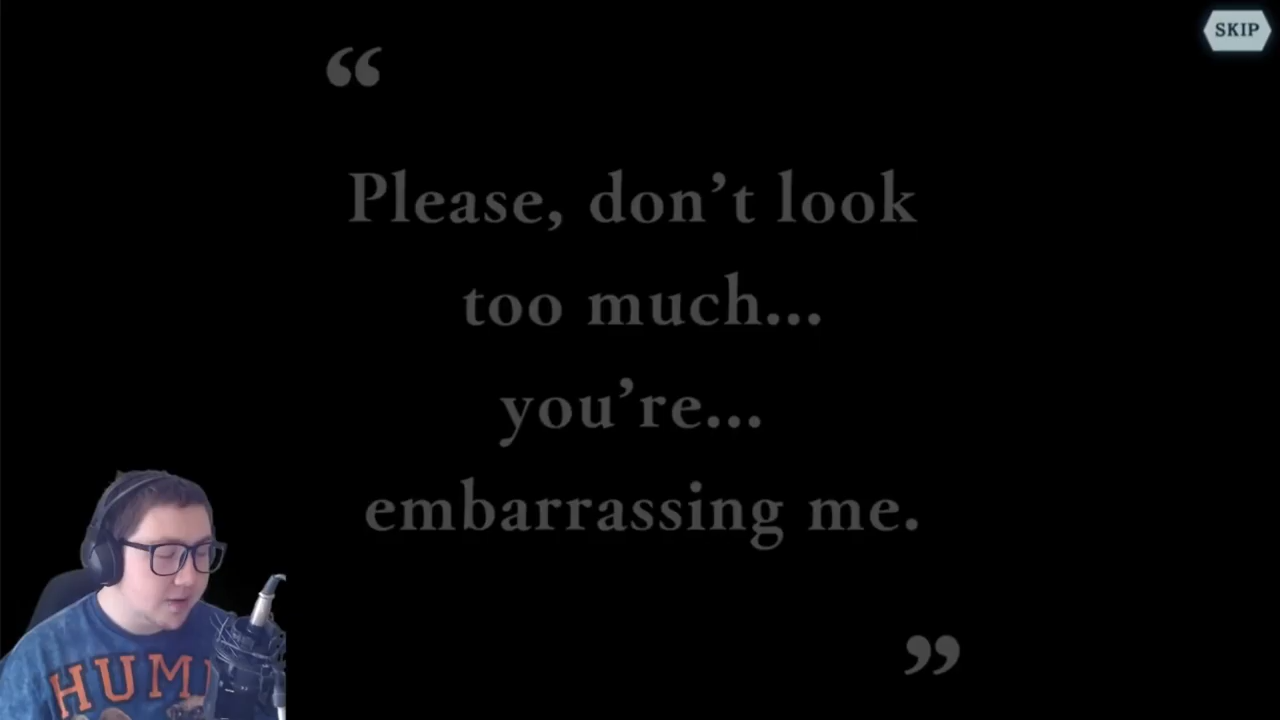 SKIP
“
Please, don’t look
too much...
you’re...
embarrassing me.
”
HUM